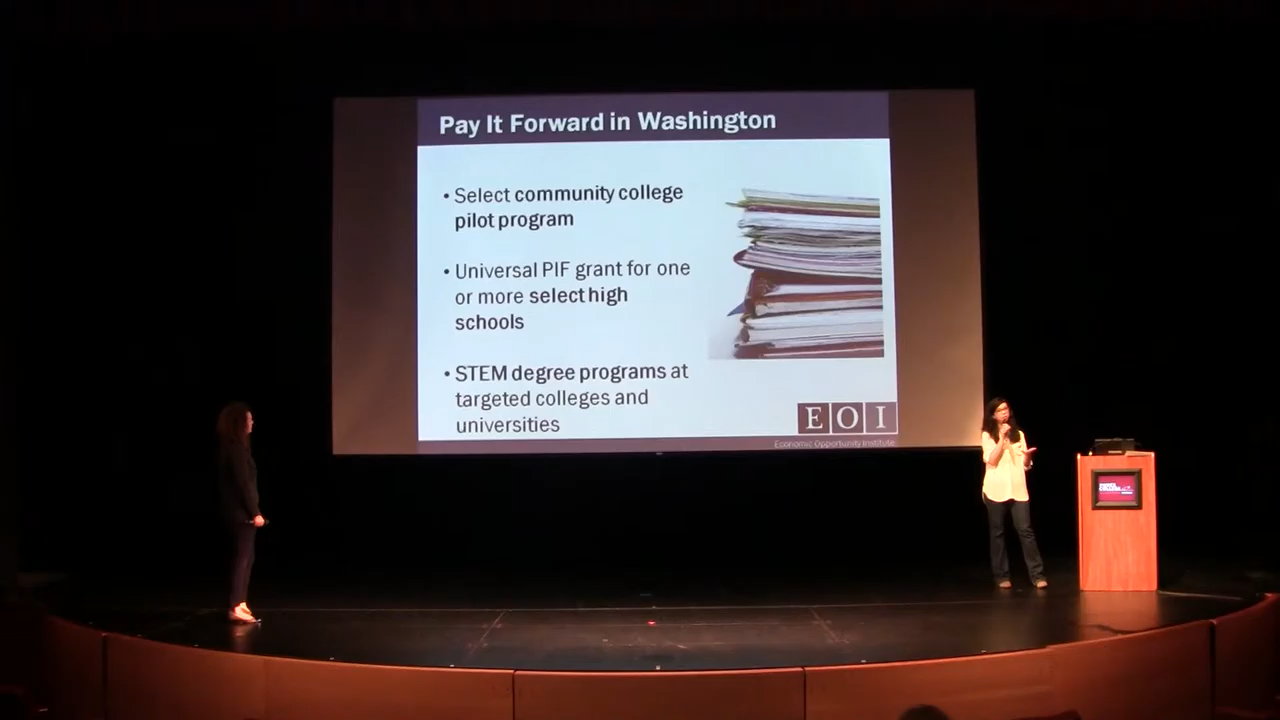 Pay It Forward in Washington
• Select community college
pilot program
• Universal PIF grant for one
or more select high
schools
• STEM degree programs at
targeted colleges and
universities
EOI
Economic Opportunity Institute